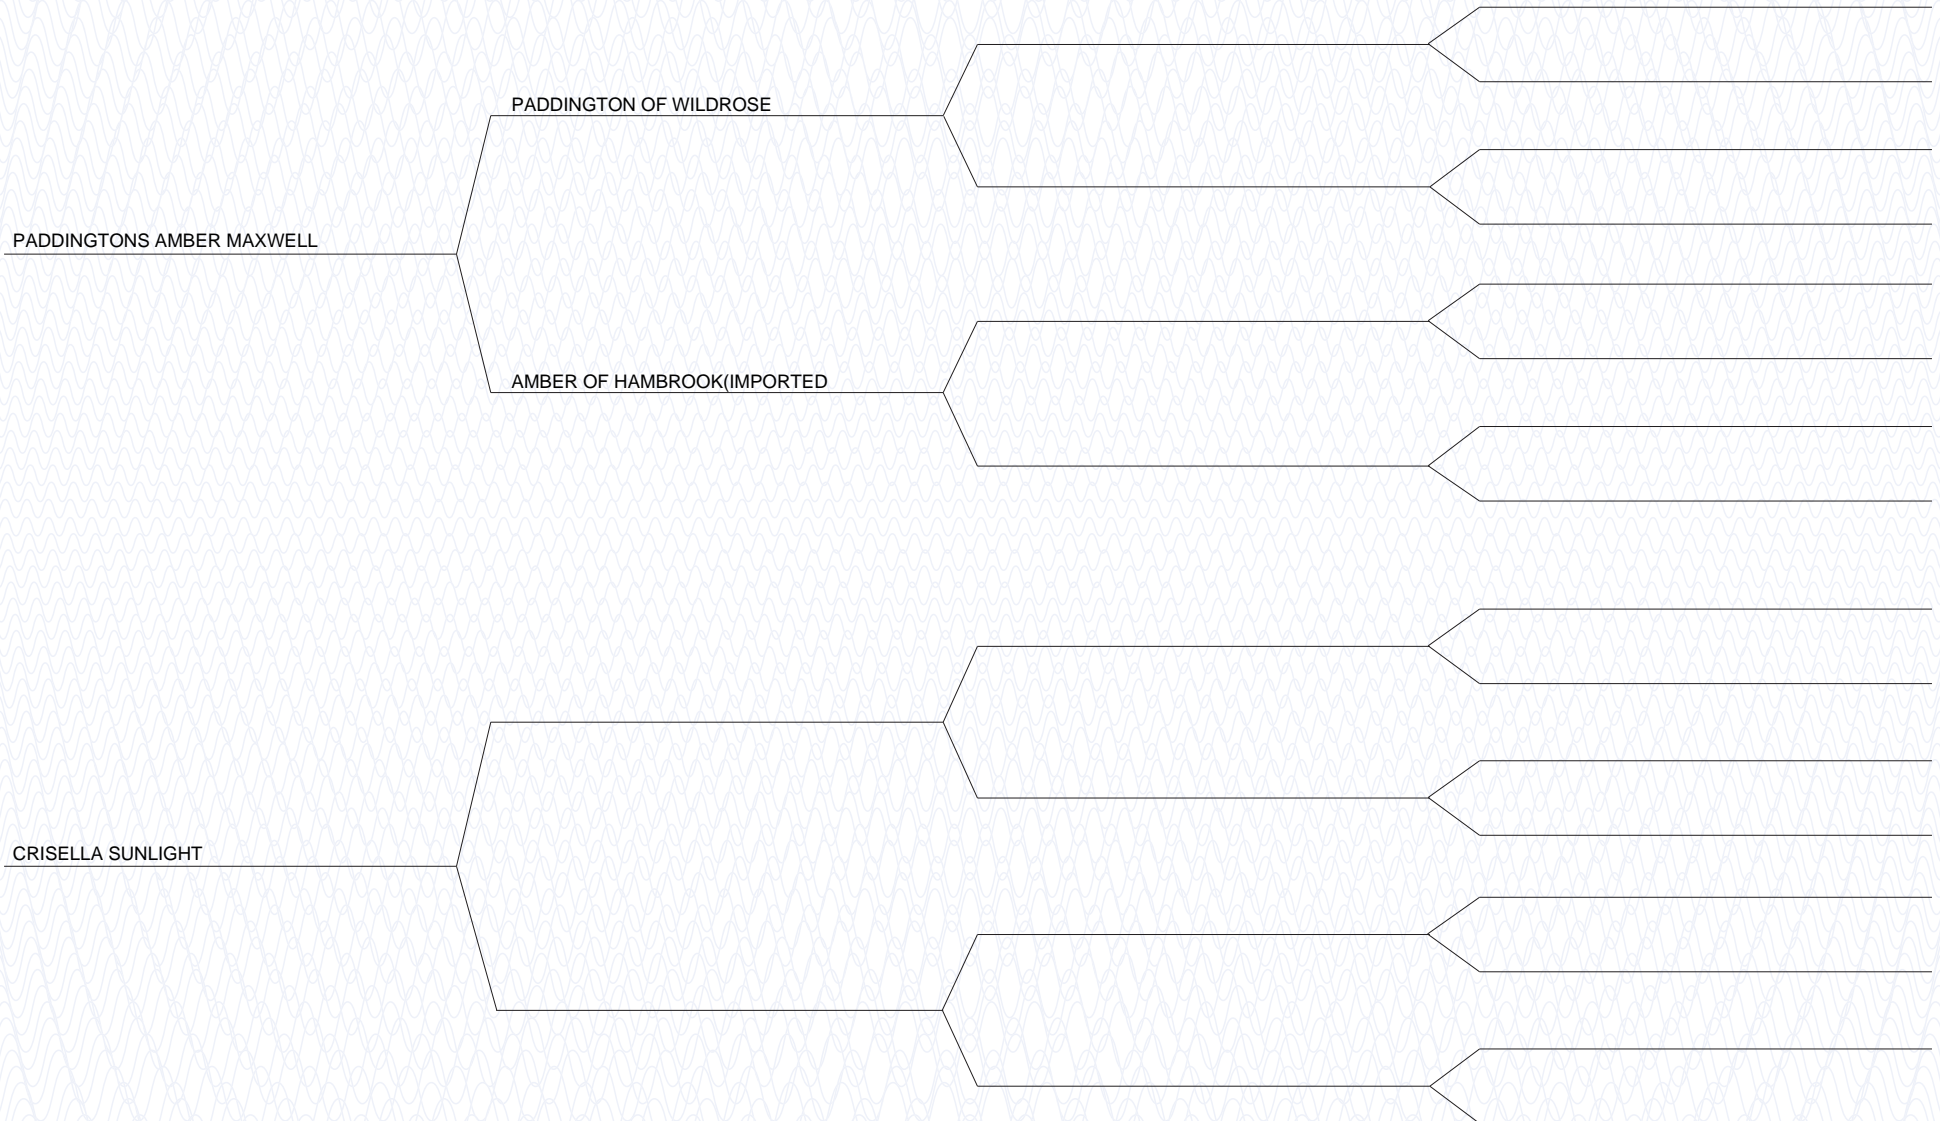 PADDINGTON OF WILDROSE
PADDINGTONS AMBER MAXWELL
AMBER OF HAMBROOK(IMPORTED
CRISELLA SUNLIGHT